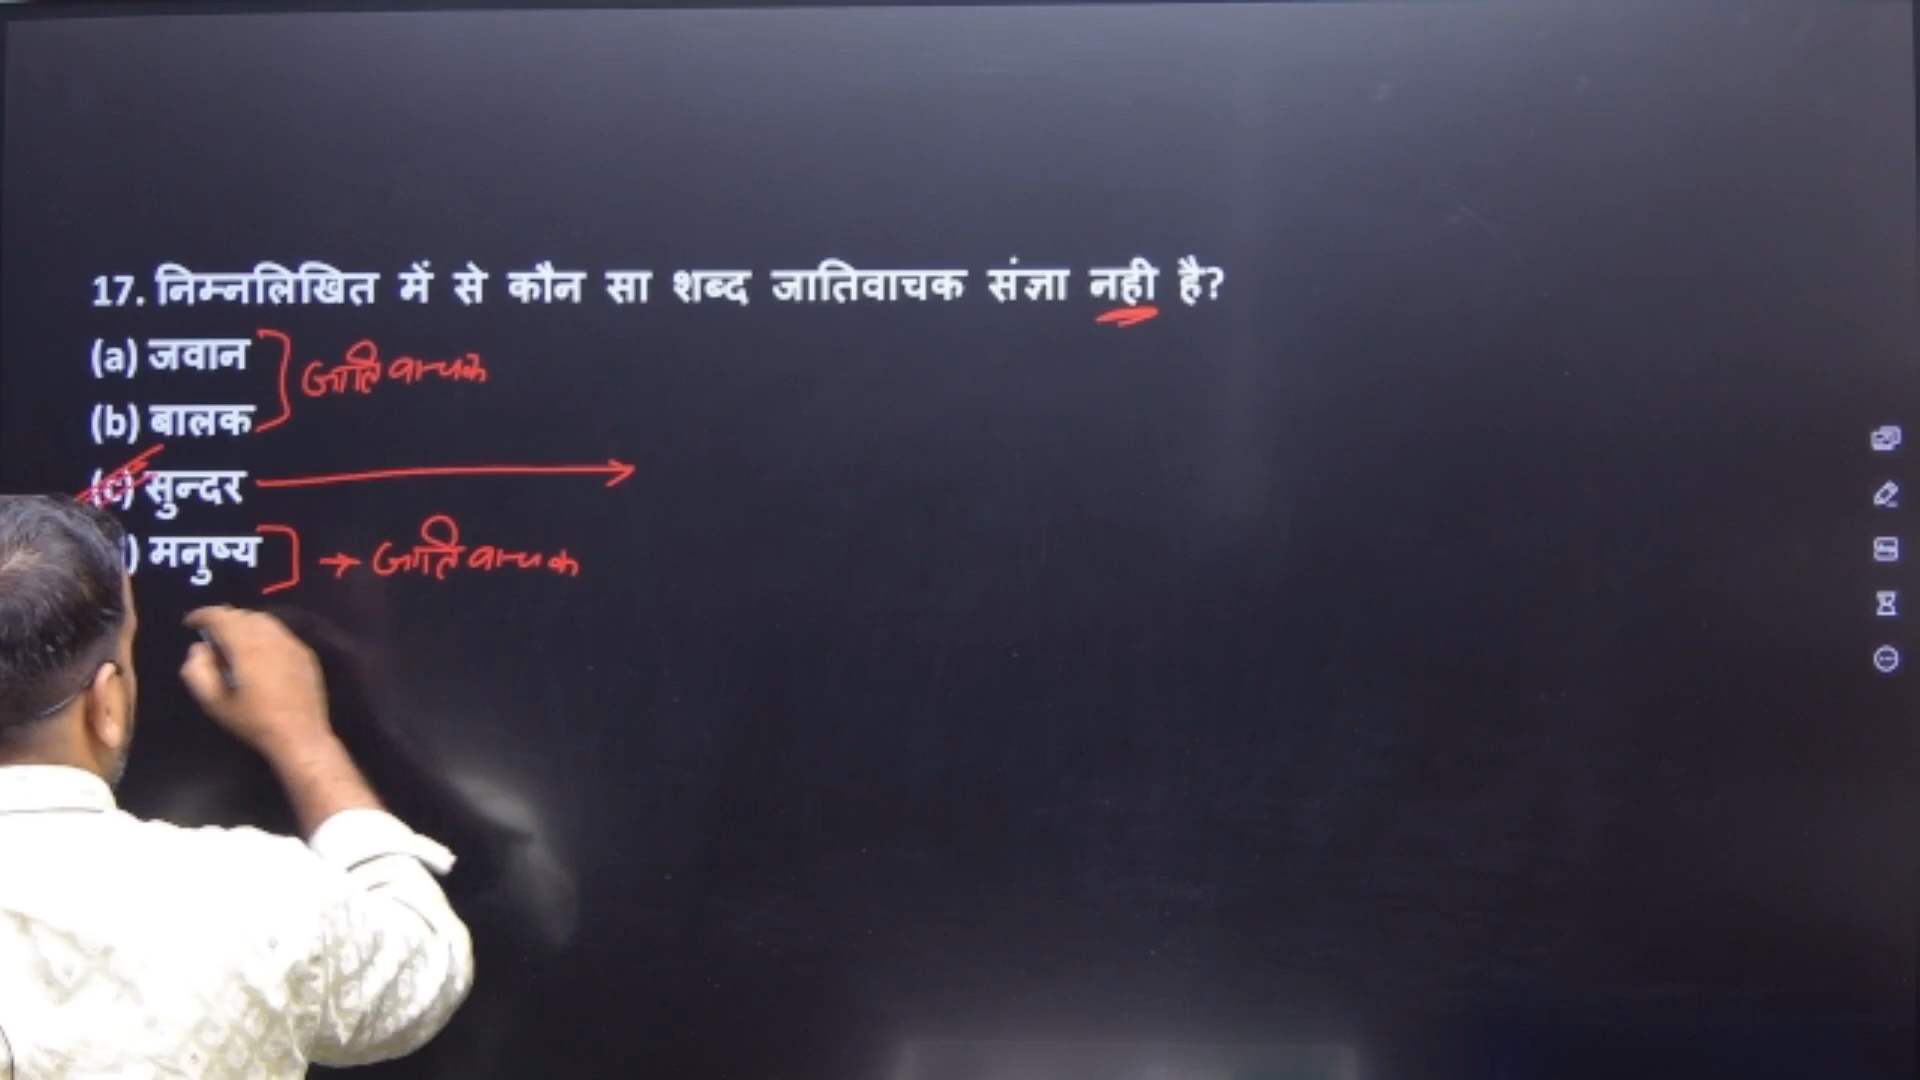 17. निम्नलिखित में से कौन सा शब्द जातिवाचक संज्ञा नही है?
(a) जवान
(b) बालक
जातिवाचक
(c) सुन्दर
) मनुष्य → जातिवाचक